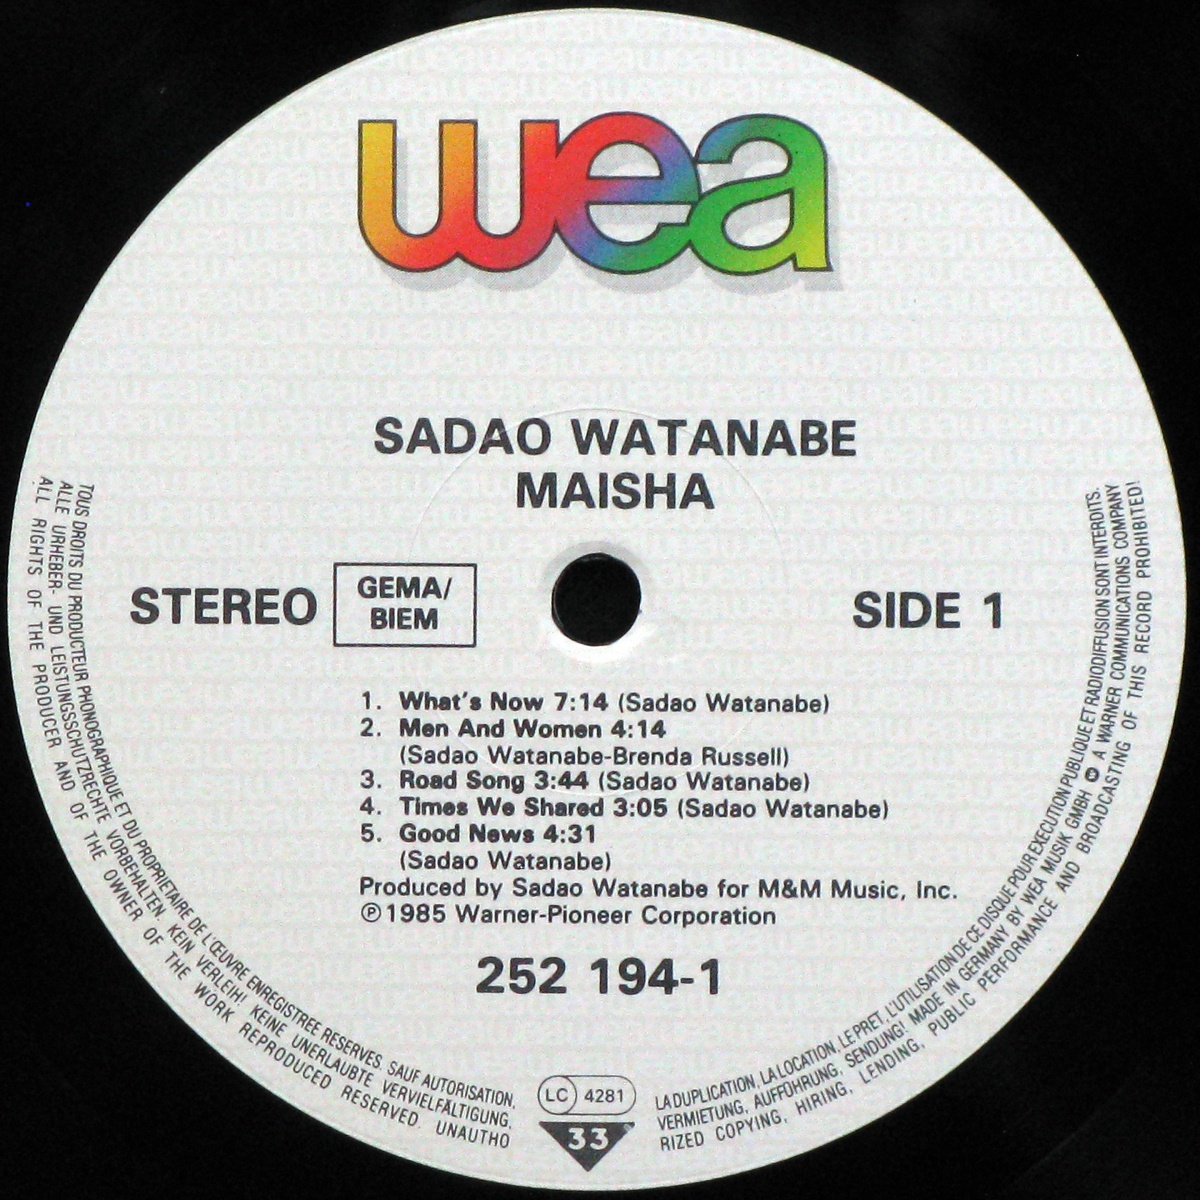 wea
SADAO WATANABE
MAISHA
STEREO
GEMA/
BIEM
SIDE 1
1. What's Now 7:14 (Sadao Watanabe)
2. Men And Women 4:14
(Sadao Watanabe-Brenda Russell)
3. Road Song 3:44 (Sadao Watanabe)
4. Times We Shared 3:05 (Sadao Watanabe)
5. Good News 4:31
(Sadao Watanabe)
Produced by Sadao Watanabe for M&M Music, Inc.
℗ 1985 Warner-Pioneer Corporation
252 194-1
TOUS DROITS DU PRODUCTEUR PHONOGRAPHIQUE ET DU PROPRIETAIRE DE L'ŒUVRE ENREGISTREE RESERVES. SAUF AUTORISATION,
LA DUPLICATION, LA LOCATION, LE PRET, L'UTILISATION DE CE DISQUE POUR EXECUTION PUBLIQUE ET RADIODIFFUSION SONT INTERDITS.
ALLE URHEBER- UND LEISTUNGSSCHUTZRECHTE VORBEHALTEN. KEIN VERLEIH! KEINE UNERLAUBTE VERVIELFÄLTIGUNG,
VERMIETUNG, AUFFÜHRUNG, SENDUNG! MADE IN GERMANY BY WEA MUSIK GMBH A WARNER COMMUNICATIONS COMPANY
ALL RIGHTS OF THE PRODUCER AND OF THE OWNER OF THE WORK REPRODUCED RESERVED. UNAUTHO
RIZED COPYING, HIRING, LENDING, PUBLIC PERFORMANCE AND BROADCASTING OF THIS RECORD PROHIBITED!
LC 4281
33